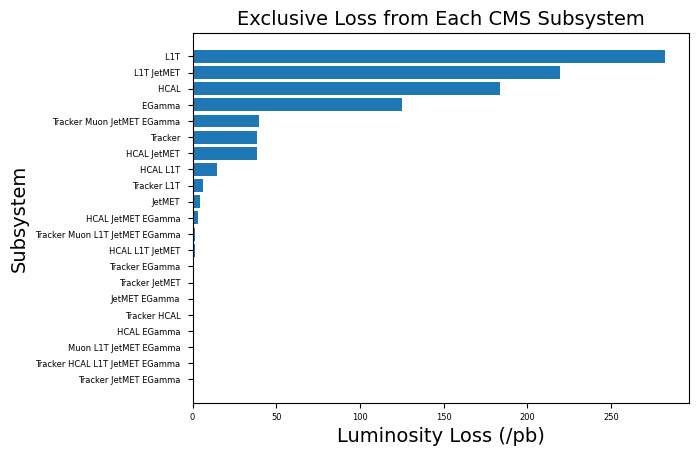 Exclusive Loss from Each CMS Subsystem
L1T
L1T JetMET
HCAL
EGamma
Tracker Muon JetMET EGamma
Tracker
HCAL JetMET
HCAL L1T
Tracker L1T
JetMET
HCAL JetMET EGamma
Tracker Muon L1T JetMET EGamma
HCAL L1T JetMET
Tracker EGamma
Tracker JetMET
JetMET EGamma
Tracker HCAL
HCAL EGamma
Muon L1T JetMET EGamma
Tracker HCAL L1T JetMET EGamma
Tracker JetMET EGamma
Subsystem
0 50 100 150 200 250
Luminosity Loss (/pb)